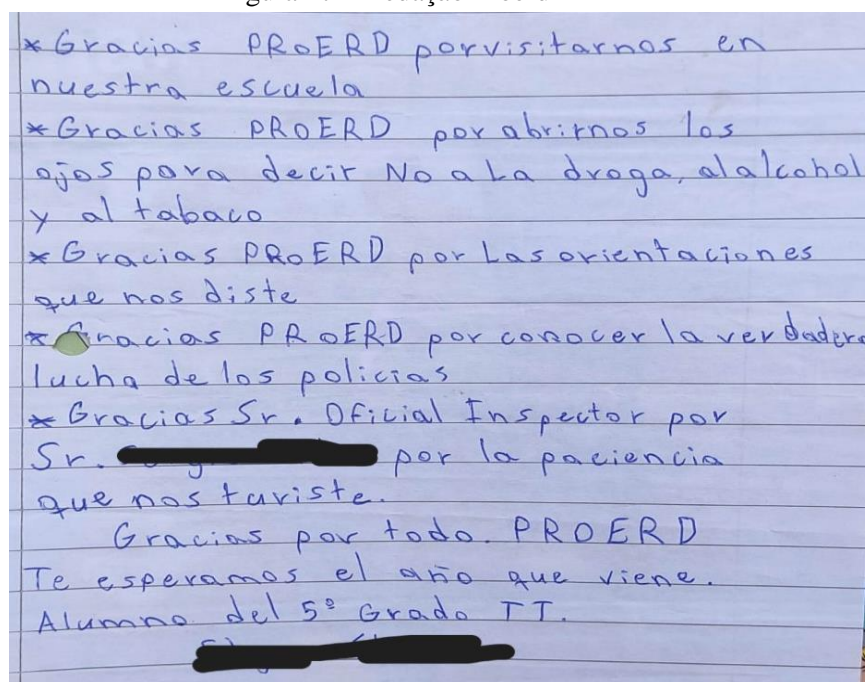 * Gracias PROERD por visitarnos en
nuestra escuela
* Gracias PROERD por abrirnos los
ojos para decir No a La droga, al alcohol
y al tabaco
* Gracias PROERD por Las orientaciones
que nos diste
* Gracias PROERD por conocer la verdadera
lucha de los policias
* Gracias Sr. Oficial Inspector por
Sr. por la paciencia
que nos tuviste.
Gracias por todo. PROERD
Te esperamos el año que viene.
Alumno del 5º Grado TT.